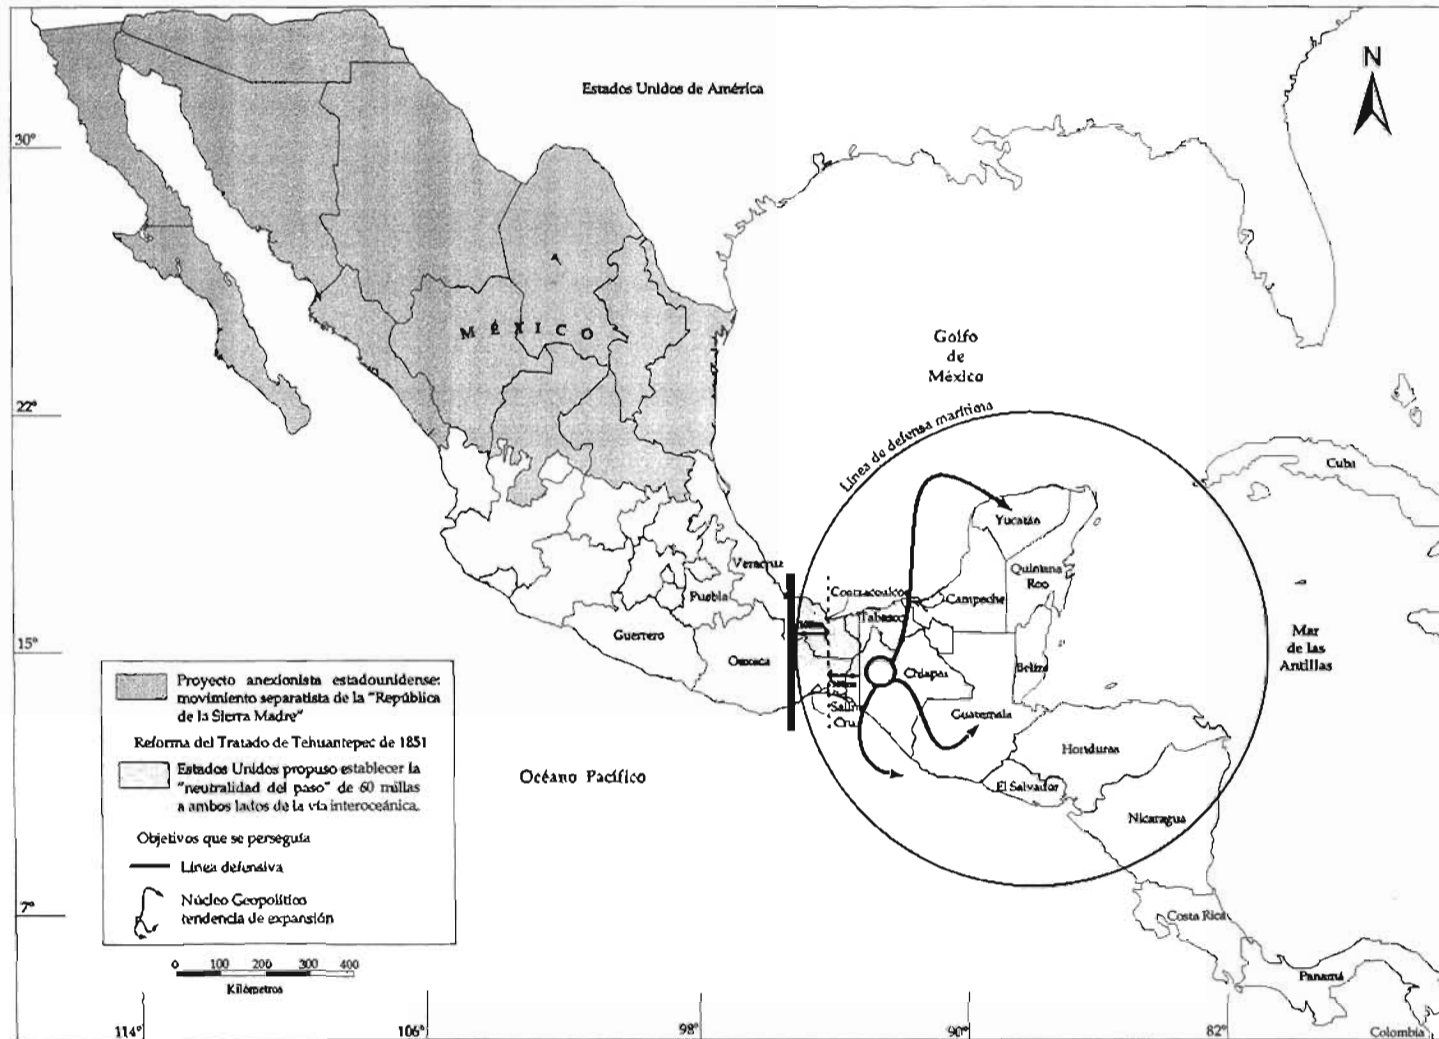 Estados Unidos de América
N
30°
MÉXICO
Golfo
de
México
22°
Línea de defensa marítima
Cuba
Yucatán
Quintana
Roo
Veracruz
Coatzacoalcos
Campeche
Puebla
Tabasco
Guerrero
Mar
de las
Antillas
15°
Oaxaca
Chiapas
Belize
Salina
Cruz
Guatemala
Honduras
Océano Pacífico
El Salvador
Nicaragua
Costa Rica
Panamá
Colombia
Proyecto anexionista estadounidense:
movimiento separatista de la "República
de la Sierra Madre"
Reforma del Tratado de Tehuantepec de 1851
Estados Unidos propuso establecer la
"neutralidad del paso" de 60 millas
a ambos lados de la vía interoceánica.
Objetivos que se perseguía
Línea defensiva
Núcleo Geopolítico
tendencia de expansión
7°
0 100 200 300 400
Kilómetros
114° 106° 98° 90° 82°